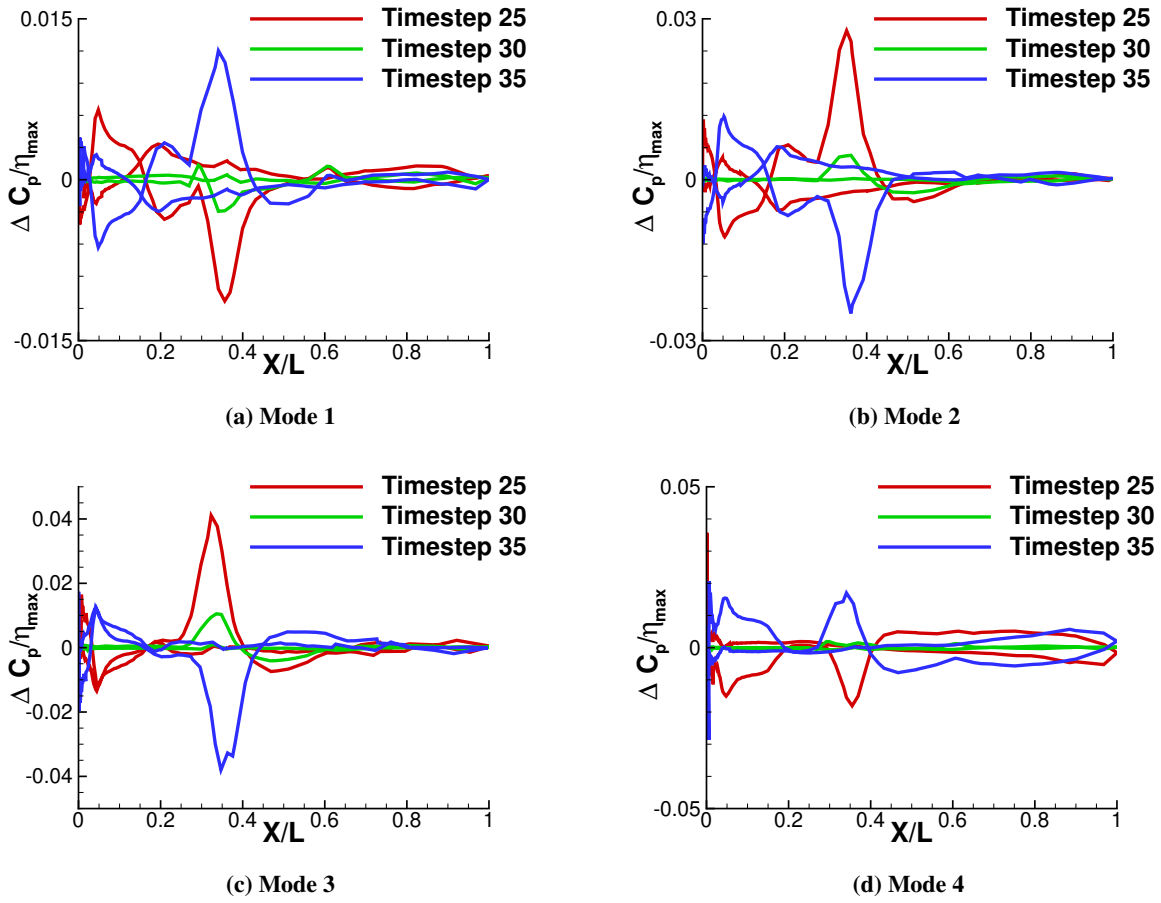 0.015
0
-0.015
Δ Cp/ηmax
0
0.2
0.4
0.6
0.8
1
X/L
Timestep 25
Timestep 30
Timestep 35
(a) Mode 1
0.03
0
-0.03
Δ Cp/ηmax
0
0.2
0.4
0.6
0.8
1
X/L
Timestep 25
Timestep 30
Timestep 35
(b) Mode 2
0.04
0.02
0
-0.02
-0.04
Δ Cp/ηmax
0
0.2
0.4
0.6
0.8
1
X/L
Timestep 25
Timestep 30
Timestep 35
(c) Mode 3
0.05
0
-0.05
Δ Cp/ηmax
0
0.2
0.4
0.6
0.8
1
X/L
Timestep 25
Timestep 30
Timestep 35
(d) Mode 4